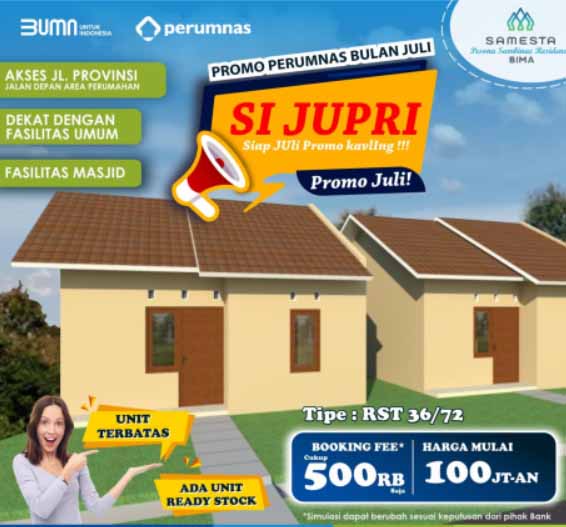 BUMN UNTUK INDONESIA
perumnas
SAMESTA
Pesona Sambinae Residence
BIMA
PROMO PERUMNAS BULAN JULI
SI JUPRI
Siap JUli Promo kavlIng !!!
Promo Juli!
AKSES JL. PROVINSI
JALAN DEPAN AREA PERUMAHAN
DEKAT DENGAN
FASILITAS UMUM
FASILITAS MASJID
UNIT
TERBATAS
ADA UNIT
READY STOCK
Tipe : RST 36/72
BOOKING FEE*
Cukup
500RB
Saja
HARGA MULAI
100JT-AN
*Simulasi dapat berubah sesuai keputusan dari pihak Bank